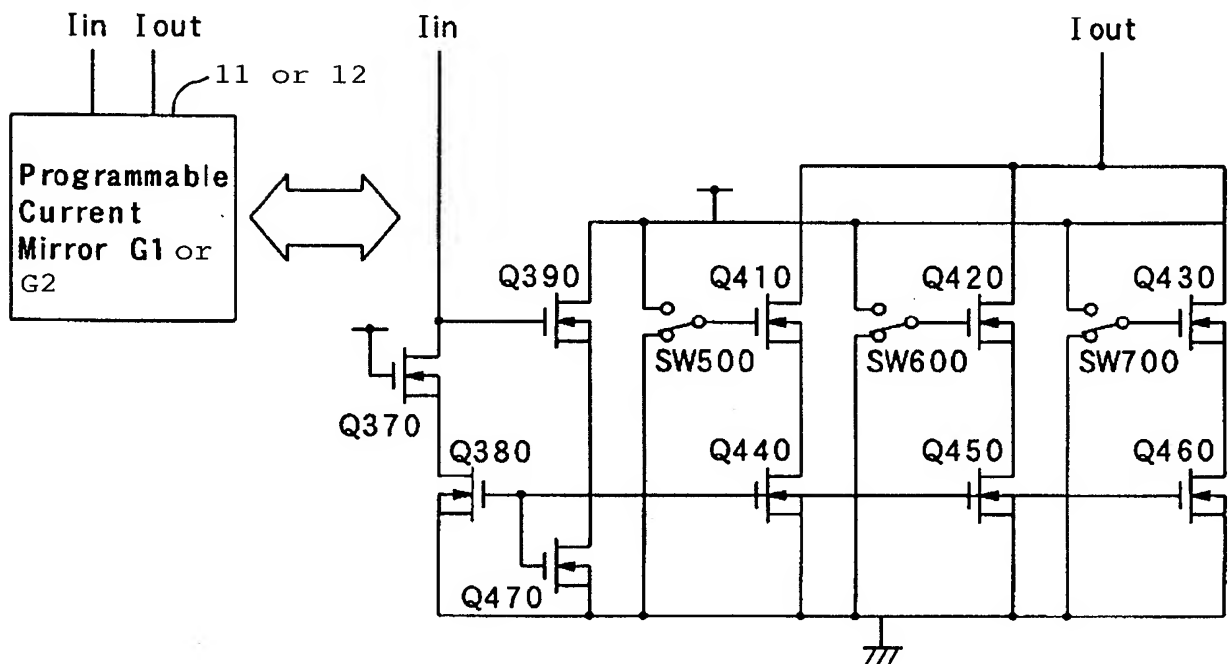 Iin Iout
11 or 12
Programmable
Current
Mirror G1 or
G2
Iin
Iout
Q390
Q410
Q420
Q430
SW500
SW600
SW700
Q370
Q380
Q440
Q450
Q460
Q470